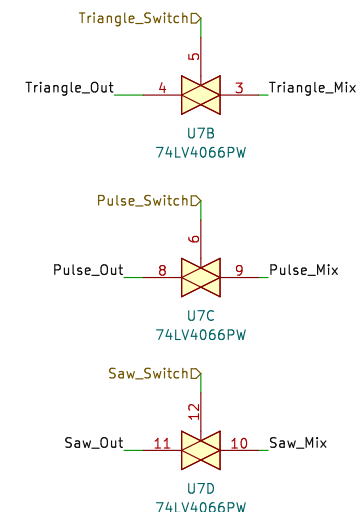 Triangle_Switch
5
Triangle_Out 4 3 Triangle_Mix
U7B
74LV4066PW
Pulse_Switch
6
Pulse_Out 8 9 Pulse_Mix
U7C
74LV4066PW
Saw_Switch
12
Saw_Out 11 10 Saw_Mix
U7D
74LV4066PW